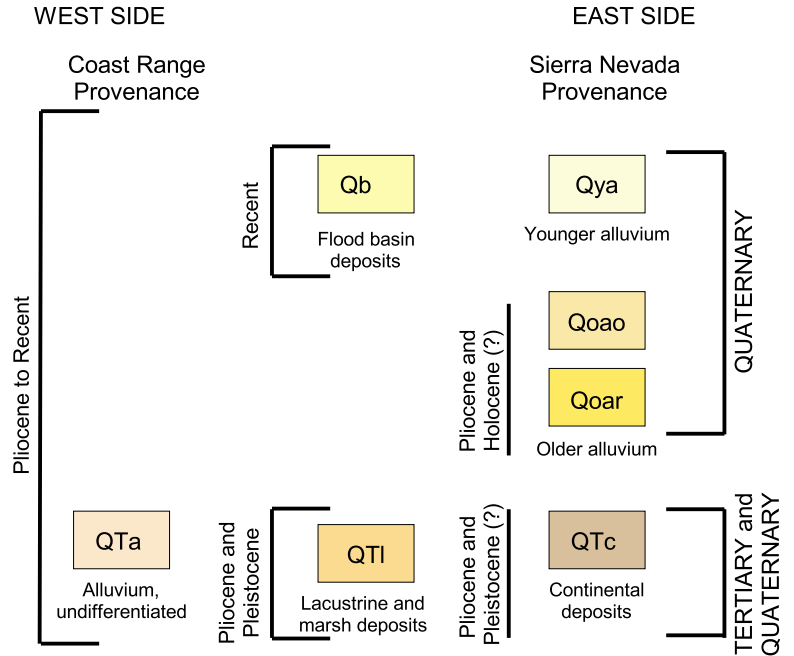 WEST SIDE
EAST SIDE
Coast Range
Provenance
Sierra Nevada
Provenance
Pliocene to Recent
Recent
Qb
Flood basin
deposits
Qya
Younger alluvium
QUATERNARY
Pliocene and
Holocene (?)
Qoao
Qoar
Older alluvium
QTa
Alluvium,
undifferentiated
Pliocene and
Pleistocene
QTl
Lacustrine and
marsh deposits
Pliocene and
Pleistocene (?)
QTc
Continental
deposits
TERTIARY and
QUATERNARY